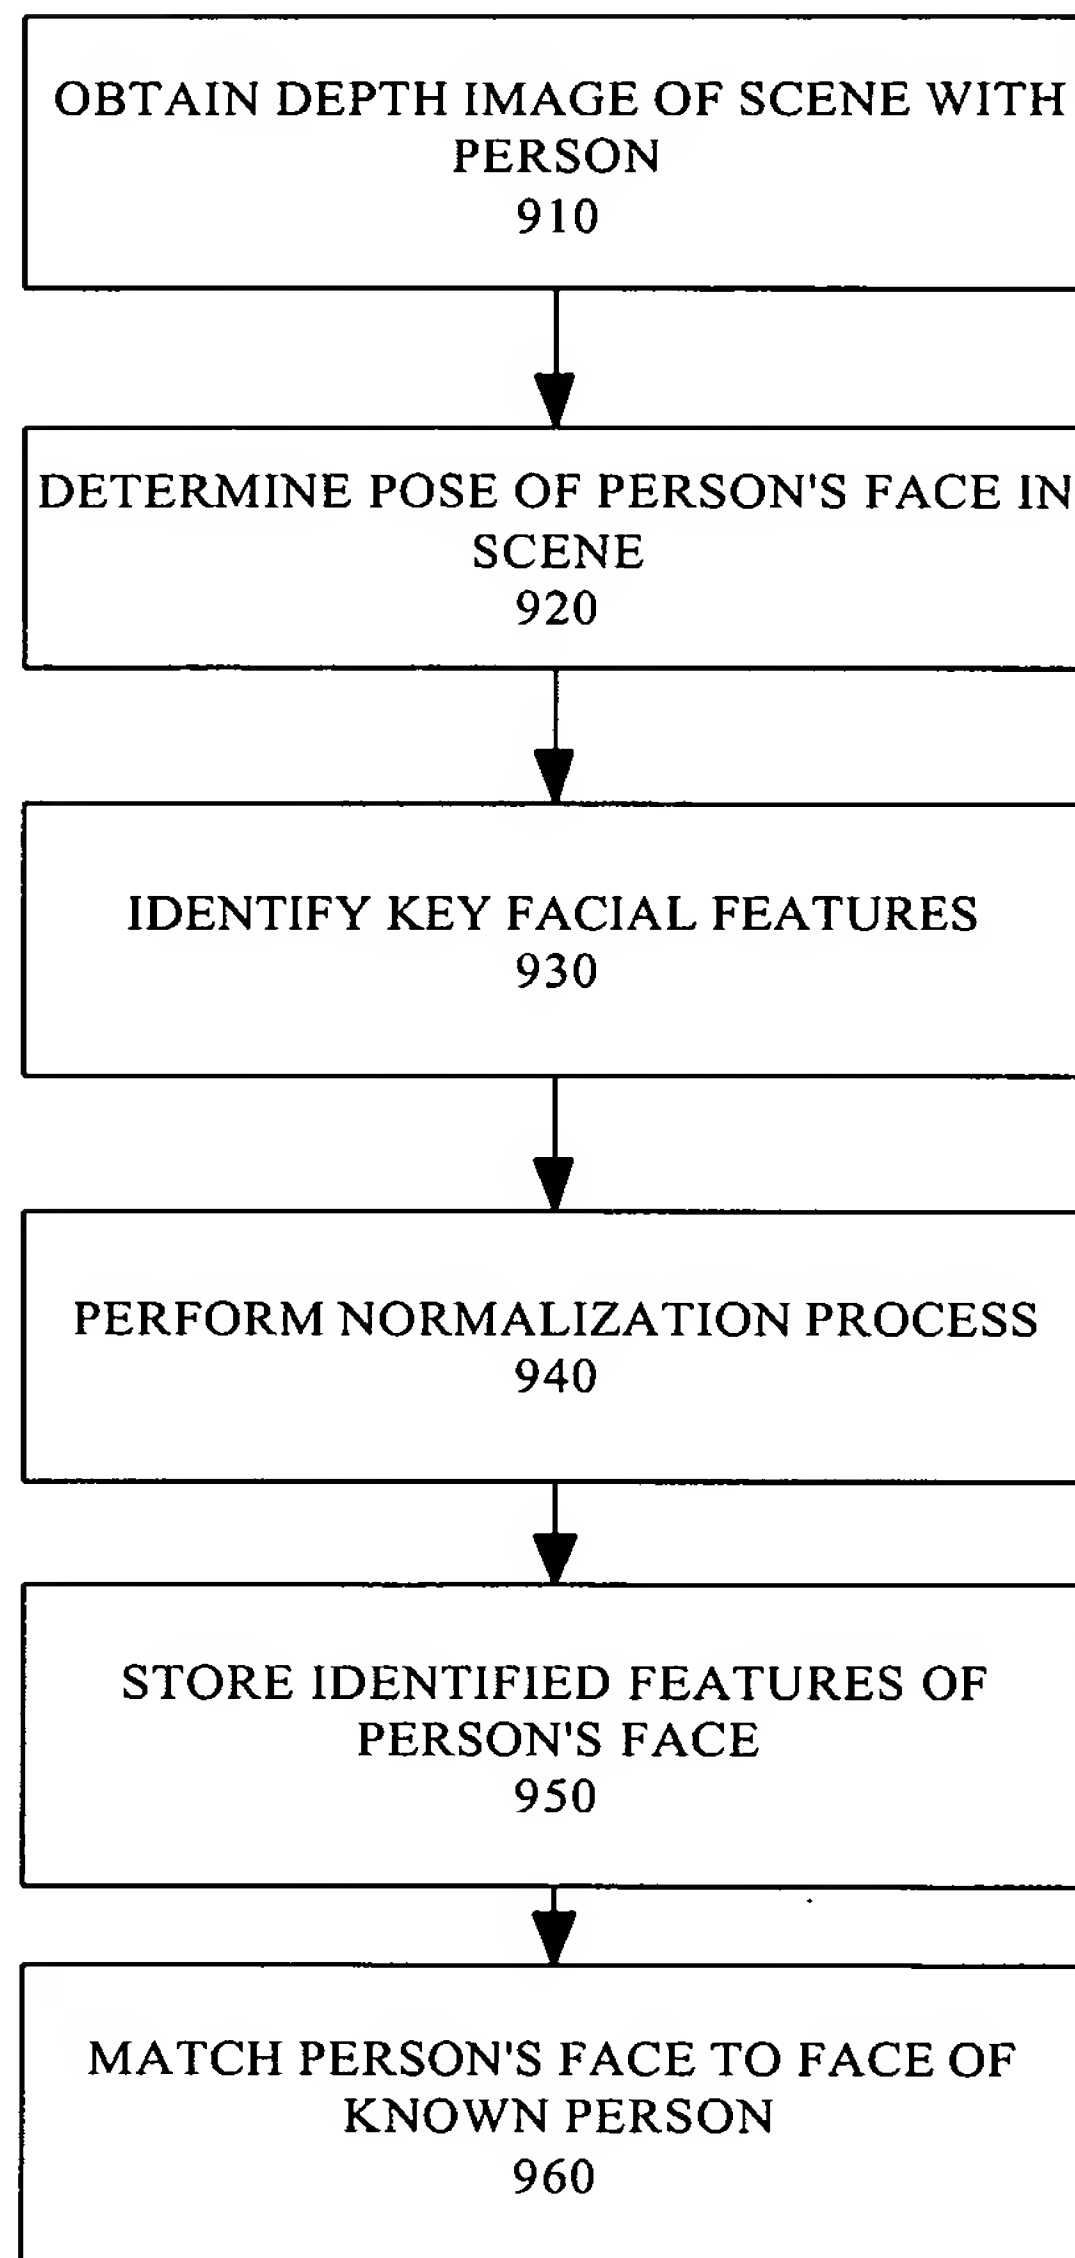 OBTAIN DEPTH IMAGE OF SCENE WITH
PERSON
910
DETERMINE POSE OF PERSON'S FACE IN
SCENE
920
IDENTIFY KEY FACIAL FEATURES
930
PERFORM NORMALIZATION PROCESS
940
STORE IDENTIFIED FEATURES OF
PERSON'S FACE
950
MATCH PERSON'S FACE TO FACE OF
KNOWN PERSON
960